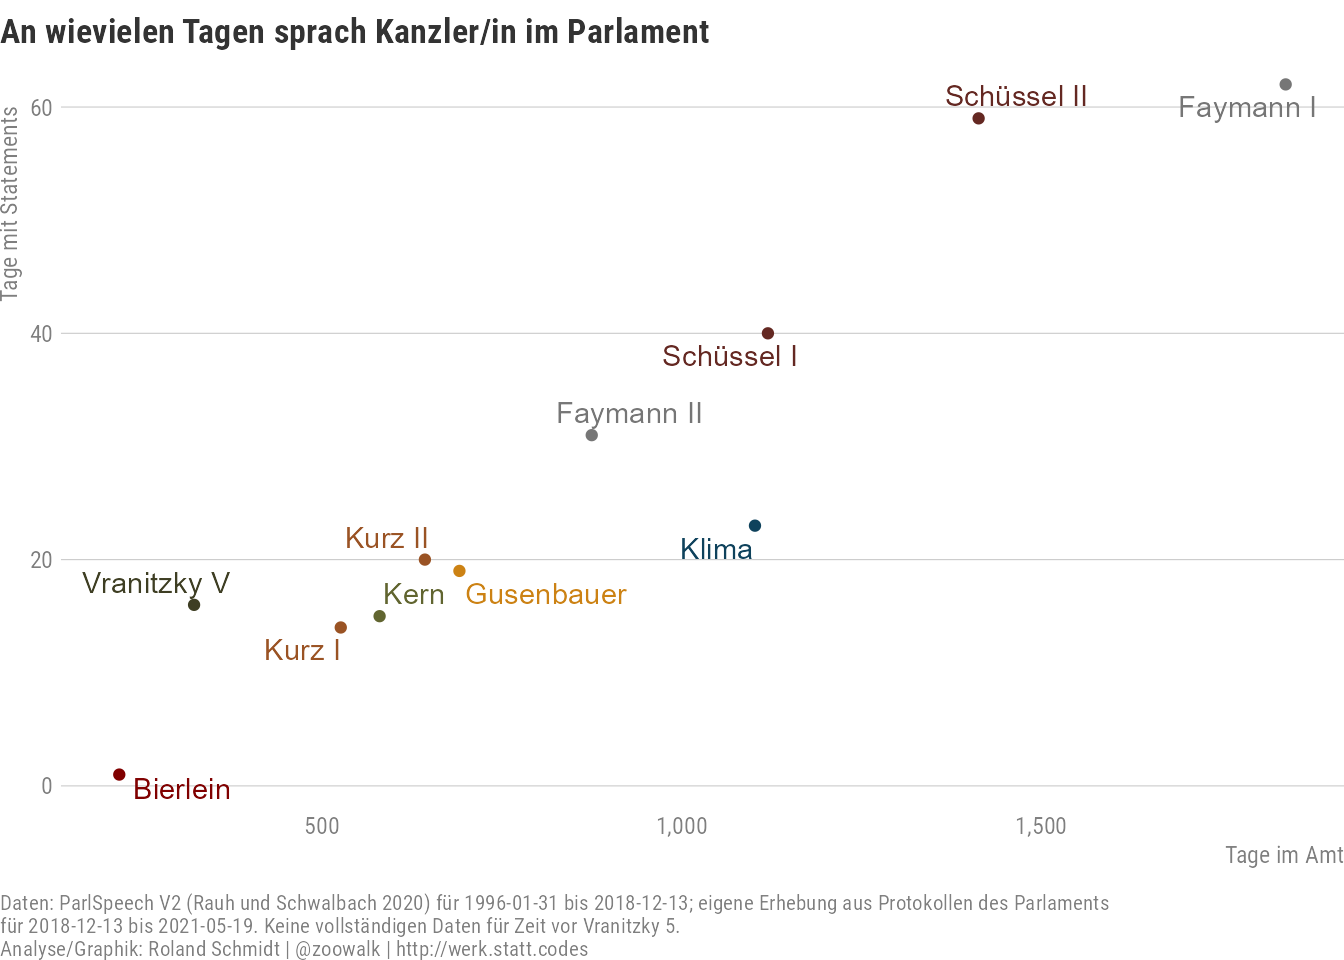 An wievielen Tagen sprach Kanzler/in im Parlament
Tage mit Statements
60
40
20
0
Schüssel II
Faymann I
Schüssel I
Faymann II
Klima
Kurz II
Gusenbauer
Kern
Vranitzky V
Kurz I
Bierlein
500
1,000
1,500
Tage im Amt
Daten: ParlSpeech V2 (Rauh und Schwalbach 2020) für 1996-01-31 bis 2018-12-13; eigene Erhebung aus Protokollen des Parlaments
für 2018-12-13 bis 2021-05-19. Keine vollständigen Daten für Zeit vor Vranitzky 5.
Analyse/Graphik: Roland Schmidt | @zoowalk | http://werk.statt.codes